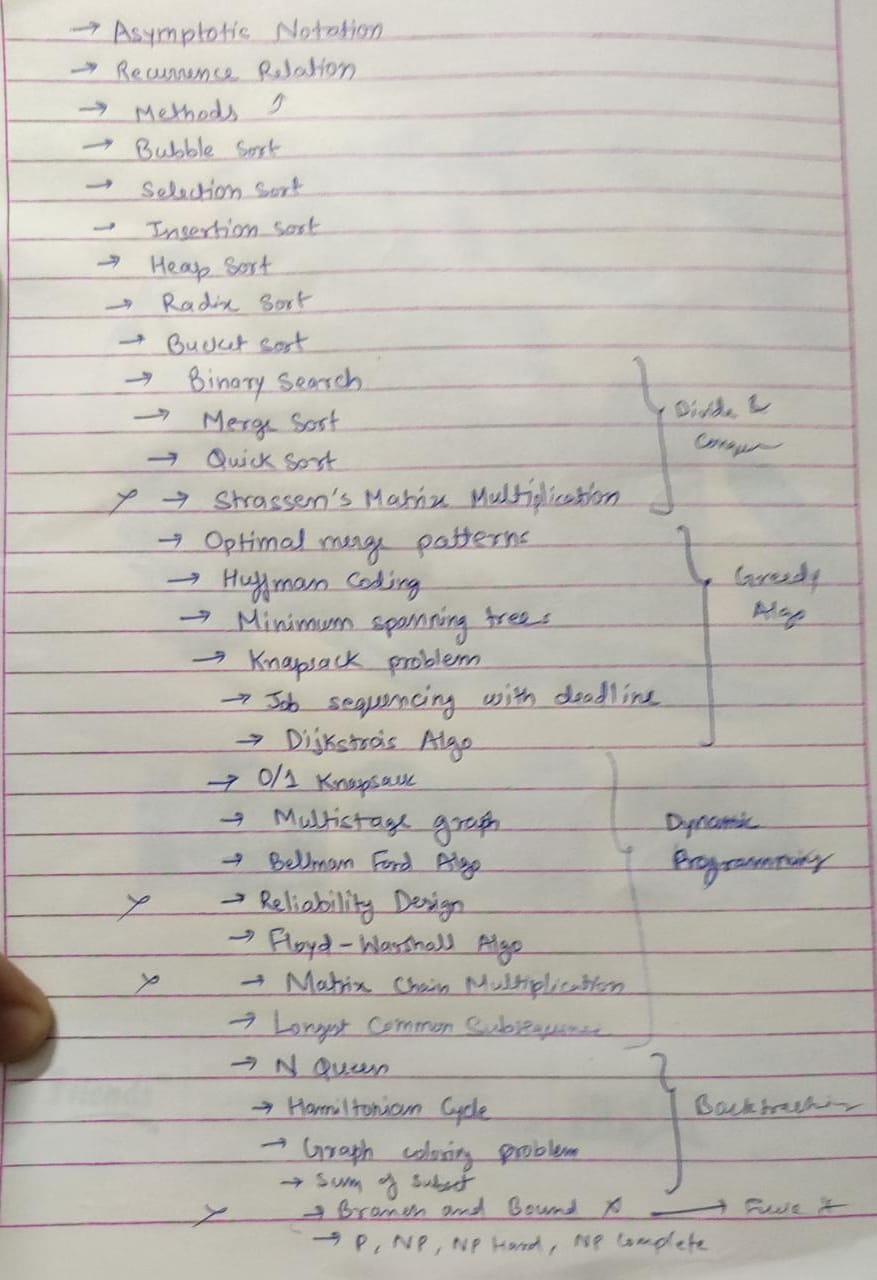 → Asymptotic Notation
→ Recurrence Relation
→ Methods ↑
→ Bubble Sort
→ Selection Sort
→ Insertion Sort
→ Heap Sort
→ Radix Sort
→ Bucket Sort
→ Binary Search
→ Merge Sort
→ Quick Sort
→ Strassen's Matrix Multiplication
Divide &
Conquer
→ Optimal merge patterns
→ Huffman Coding
→ Minimum spanning trees
→ Knapsack problem
→ Job sequencing with deadline
→ Dijkstra's Algo
Greedy
Algo
→ 0/1 Knapsack
→ Multistage graph
→ Bellman Ford Algo
→ Reliability Design
→ Floyd-Warshall Algo
→ Matrix Chain Multiplication
→ Longest Common Subsequence
Dynamic
Programming
→ N Queen
→ Hamiltonian Cycle
→ Graph coloring problem
→ Sum of Subset
Backtracking
→ Branch and Bound X →
→ P, NP, NP Hard, NP Complete